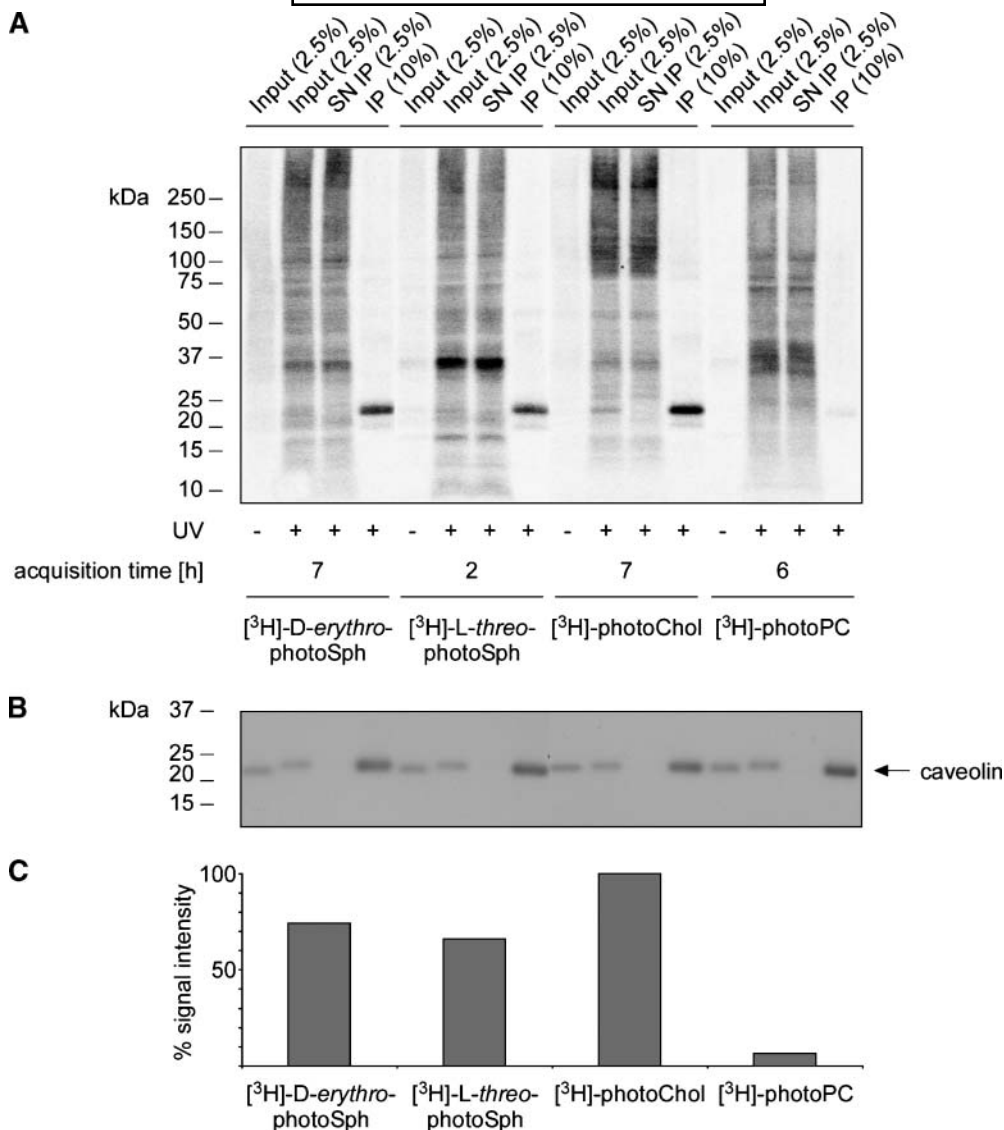 A
Input (2.5%) Input (2.5%) SN IP (2.5%) IP (10%) Input (2.5%) Input (2.5%) SN IP (2.5%) IP (10%) Input (2.5%) Input (2.5%) SN IP (2.5%) IP (10%) Input (2.5%) Input (2.5%) SN IP (2.5%) IP (10%)
kDa
250
150
100
75
50
37
25
20
15
10
UV - + + + - + + + - + + + - + + +
acquisition time [h] 7 2 7 6
[³H]-D-erythro-photoSph [³H]-L-threo-photoSph [³H]-photoChol [³H]-photoPC
B
kDa 37
25
20
15
caveolin
C
% signal intensity
100
50
[³H]-D-erythro-photoSph [³H]-L-threo-photoSph [³H]-photoChol [³H]-photoPC